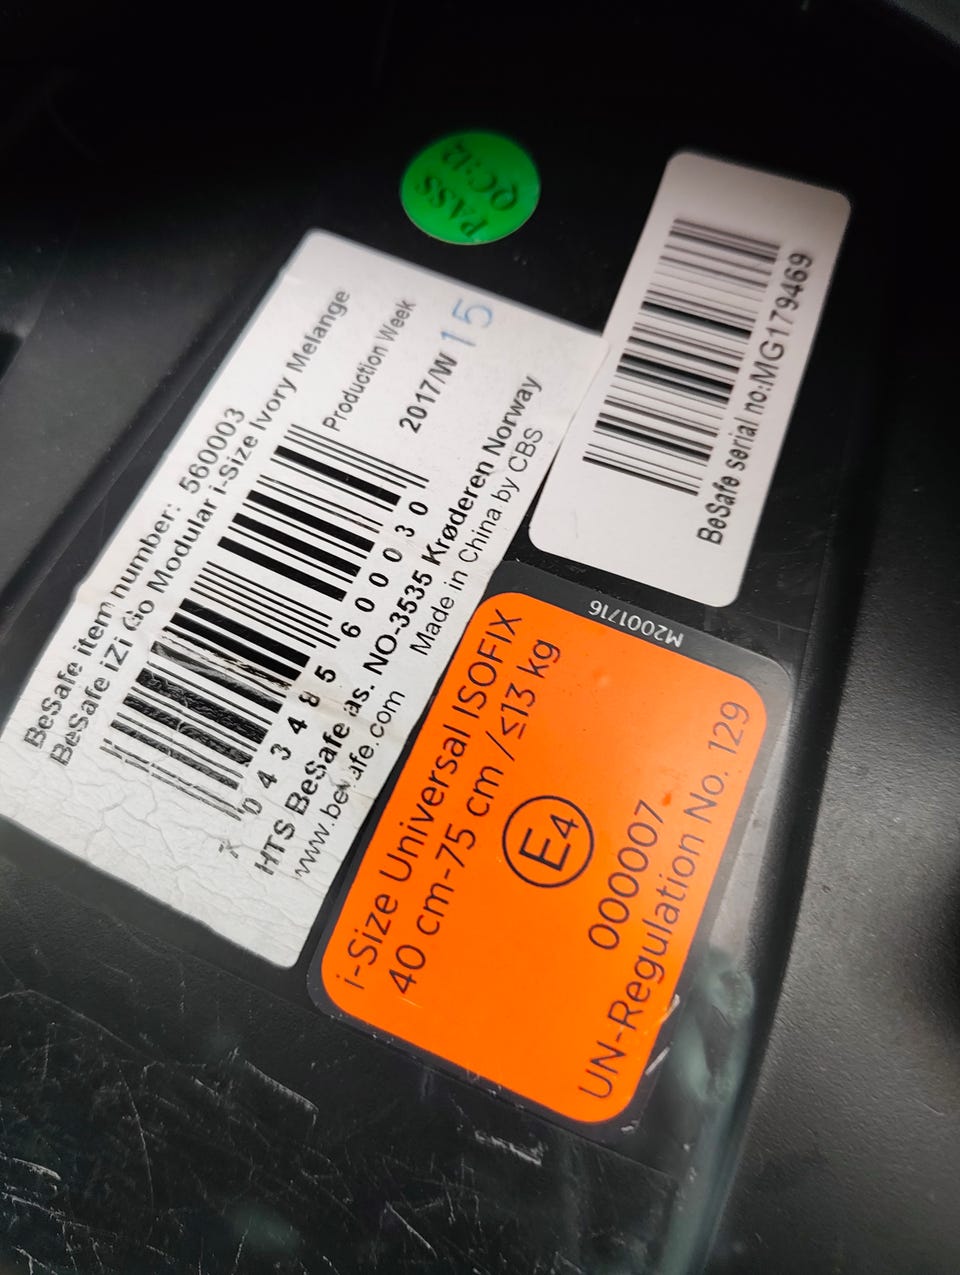 PASS
QC:12
BeSafe item number: 560003
BeSafe iZi Go Modular i-Size Ivory Melange
Production Week
2017/W 15
7 043485 600030
HTS BeSafe as. NO-3535 Krøderen Norway
www.besafe.com
Made in China by CBS
BeSafe serial no:MG179469
M2001716
i-Size Universal ISOFIX
40 cm-75 cm /≤13 kg
E4
000007
UN-Regulation No. 129